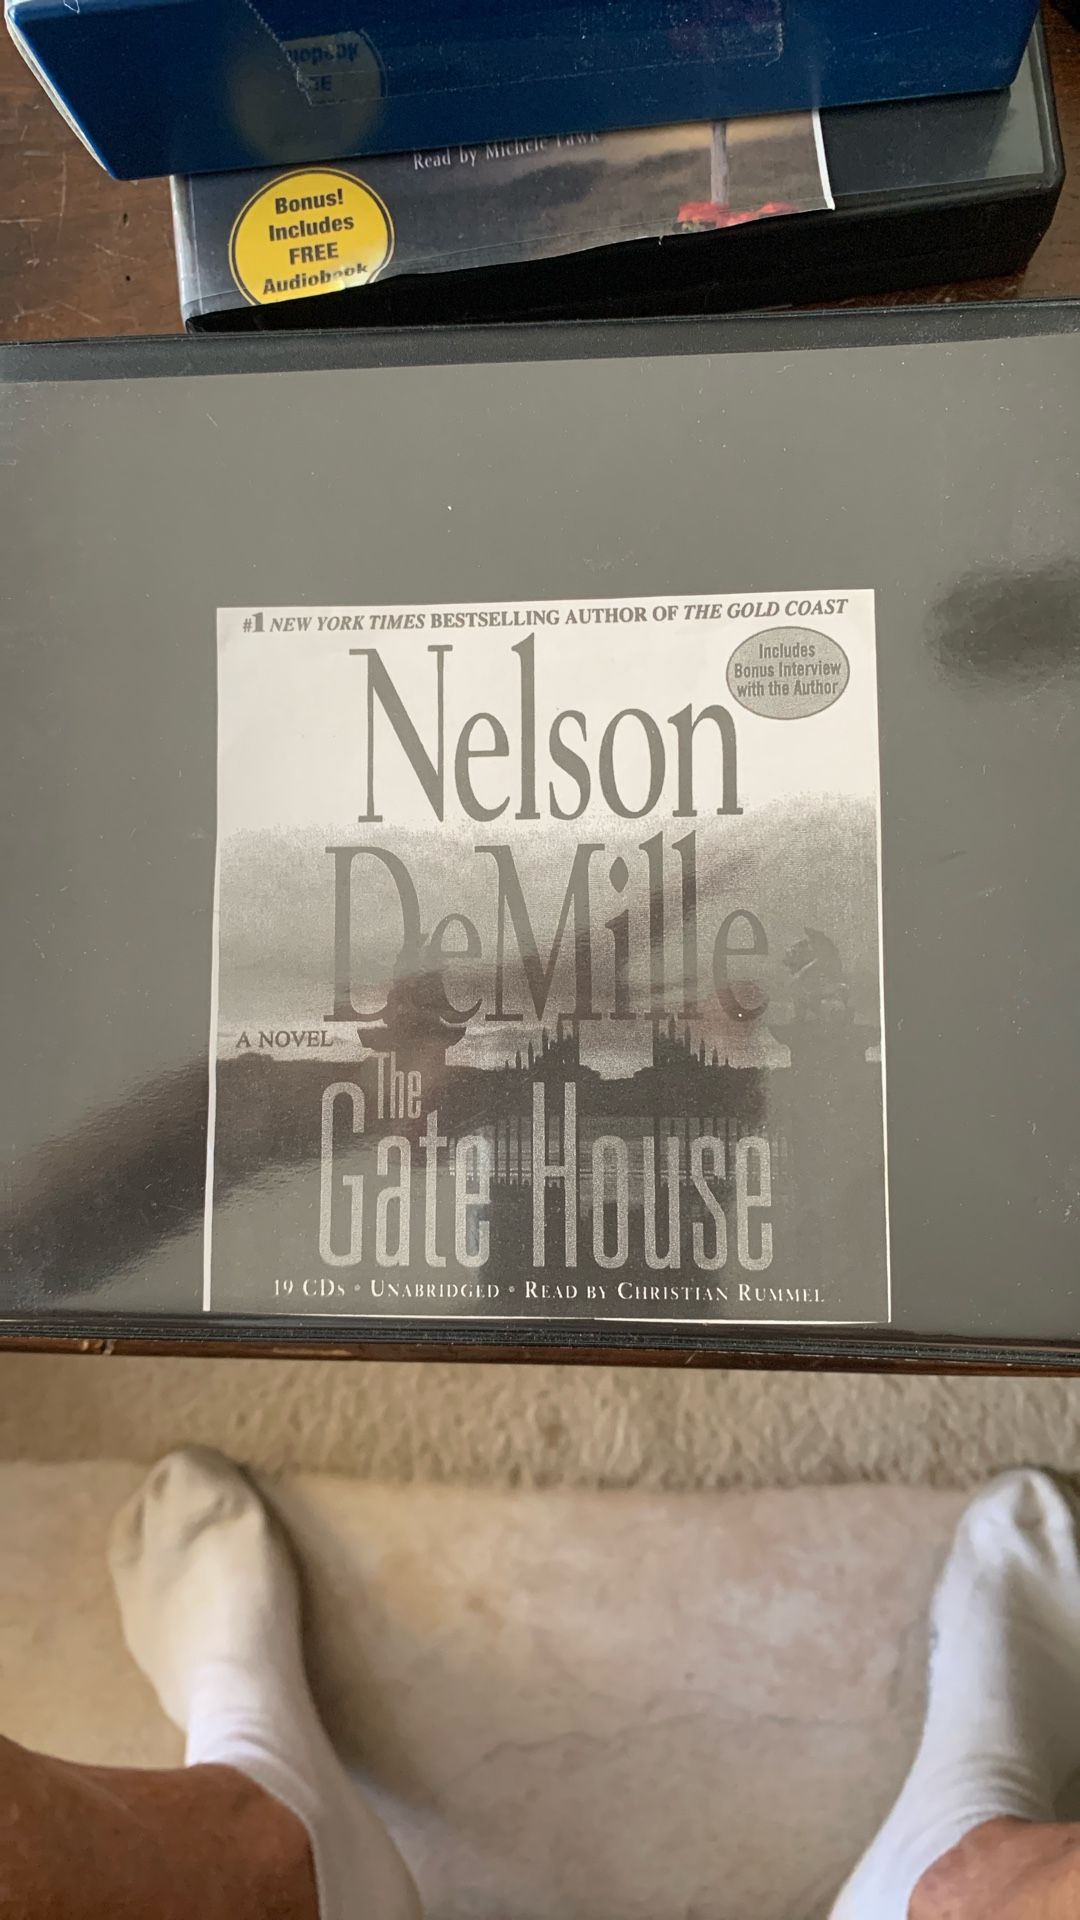 Read by Michele
Bonus!
Includes
FREE
Audiobook
#1 NEW YORK TIMES BESTSELLING AUTHOR OF THE GOLD COAST
Includes
Bonus Interview
with the Author
Nelson
DeMille
A NOVEL
The
Gate House
19 CDs • UNABRIDGED • READ BY CHRISTIAN RUMMEL